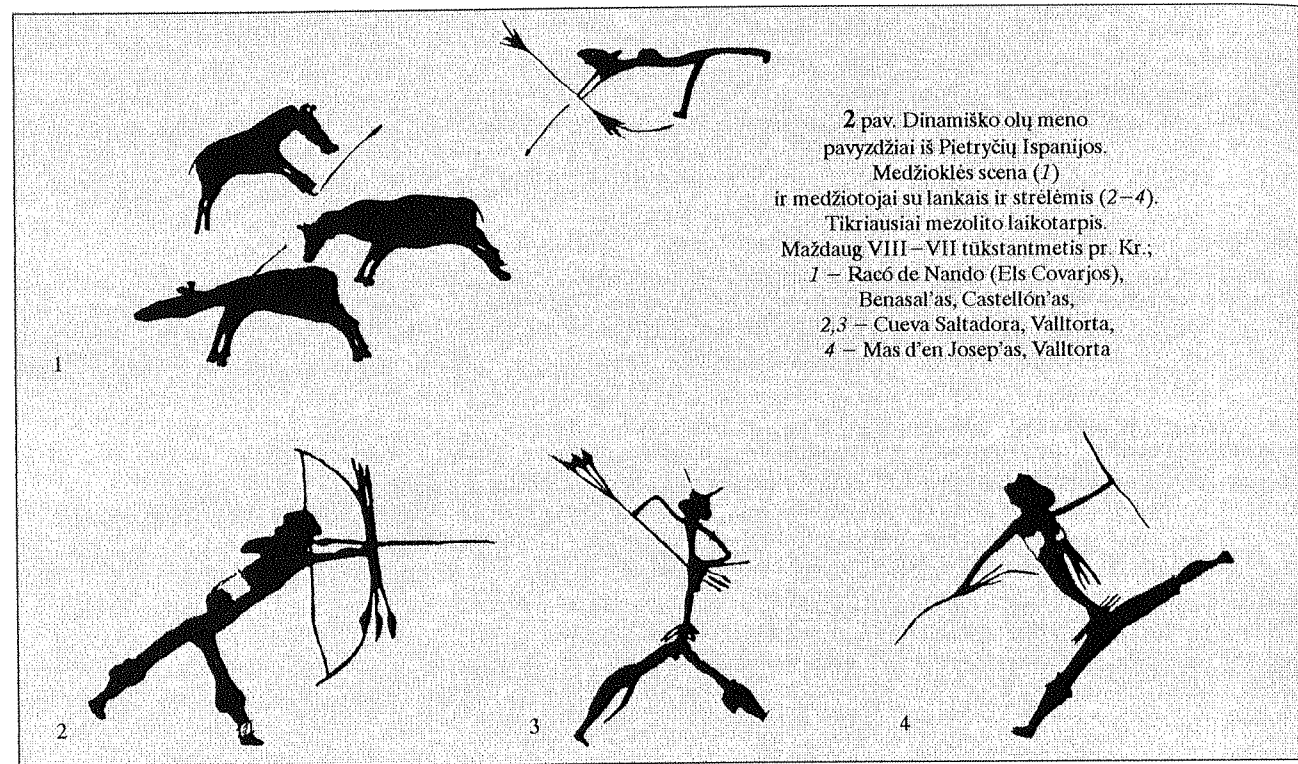 2 pav. Dinamiško olų meno
pavyzdžiai iš Pietryčių Ispanijos.
Medžioklės scena (1)
ir medžiotojai su lankais ir strėlėmis (2–4).
Tikriausiai mezolito laikotarpis.
Maždaug VIII–VII tūkstantmetis pr. Kr.;
1 – Racó de Nando (Els Covarjos),
Benasal'as, Castellón'as,
2,3 – Cueva Saltadora, Valltorta,
4 – Mas d'en Josep'as, Valltorta
1
2
3
4